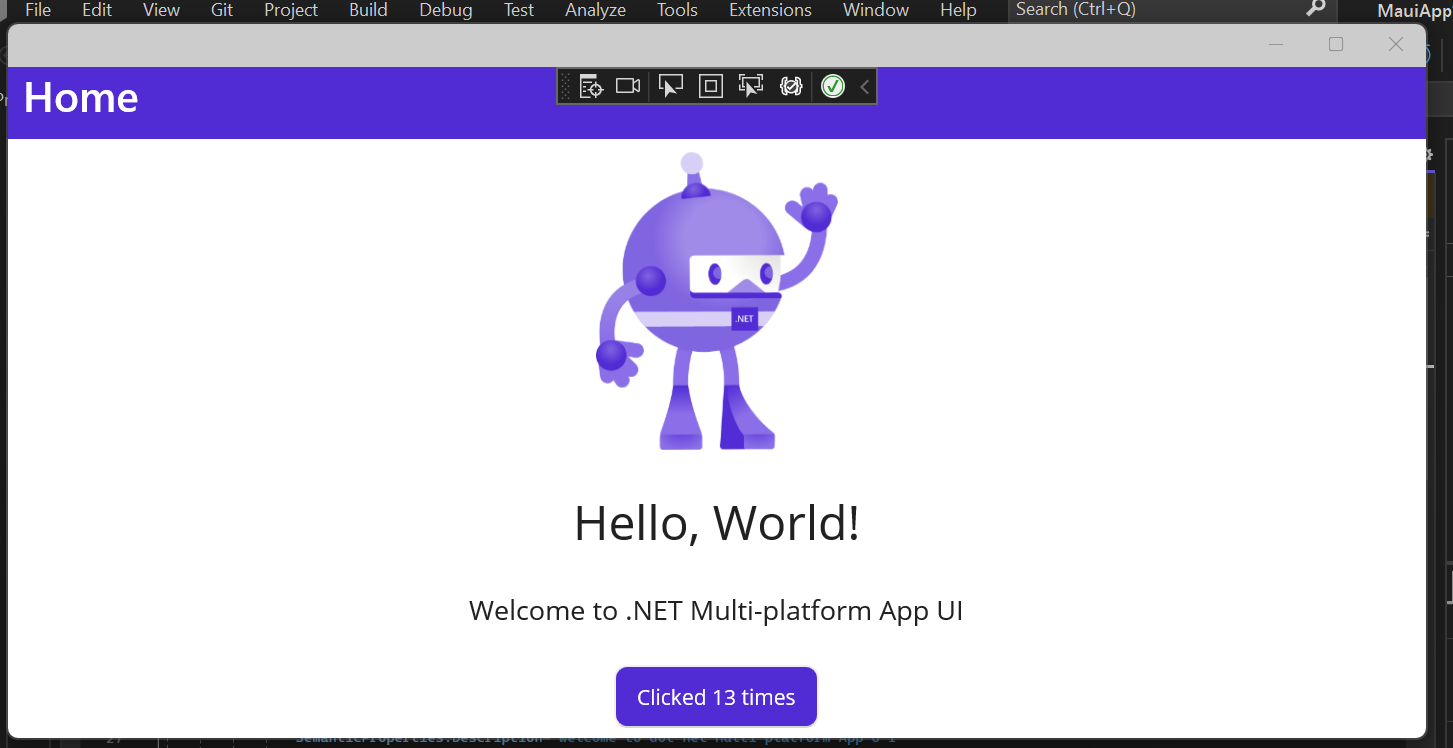 File Edit View Git Project Build Debug Test Analyze Tools Extensions Window Help Search (Ctrl+Q) MauiApp
Home
.NET
Hello, World!
Welcome to .NET Multi-platform App UI
Clicked 13 times
27